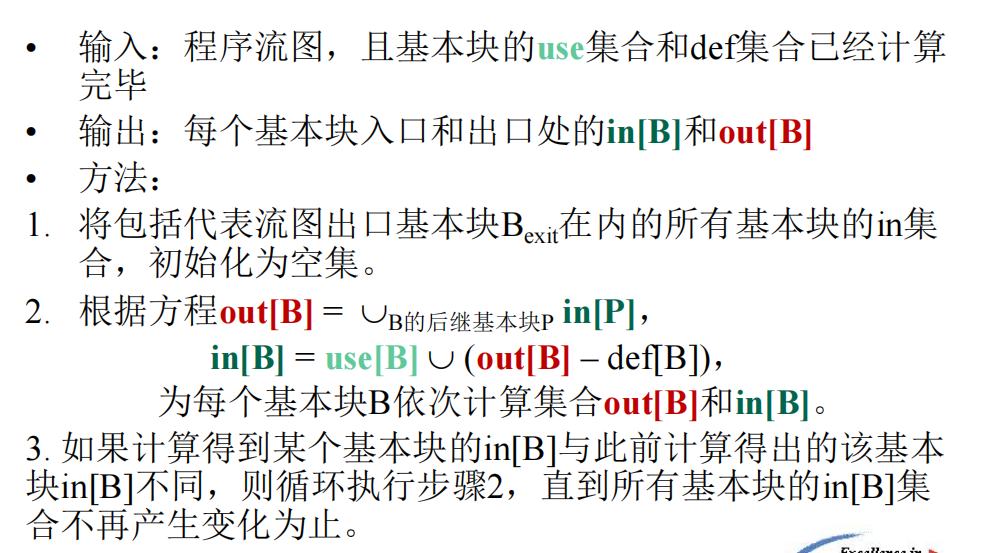 • 输入：程序流图，且基本块的use集合和def集合已经计算
完毕
• 输出：每个基本块入口和出口处的in[B]和out[B]
• 方法：
1. 将包括代表流图出口基本块Bexit在内的所有基本块的in集
合，初始化为空集。
2. 根据方程out[B] = ∪B的后继基本块P in[P]，
in[B] = use[B] ∪ (out[B] – def[B])，
为每个基本块B依次计算集合out[B]和in[B]。
3. 如果计算得到某个基本块的in[B]与此前计算得出的该基本
块in[B]不同，则循环执行步骤2，直到所有基本块的in[B]集
合不再产生变化为止。
Excellence in